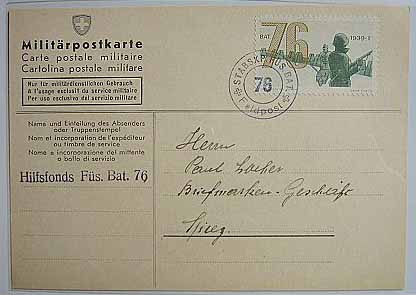 Militärpostkarte
Carte postale militaire
Cartolina postale militare
Nur für militärdienstlichen Gebrauch
à l'usage exclusif du service militaire
Per uso esclusivo dal servizio militare
Name und Einteilung des Absenders
oder Truppenstempel
Nom et incorporation de l'expéditeur
ou timbre de service
Nome e incorporazione del mittente
o bollo di servizio
Hilfsfonds Füs. Bat. 76
BAT. 76 1939-
STABSKP. FÜS. BAT.
76
Feldpost
Herrn
Paul
Briefmarken-Geschäft